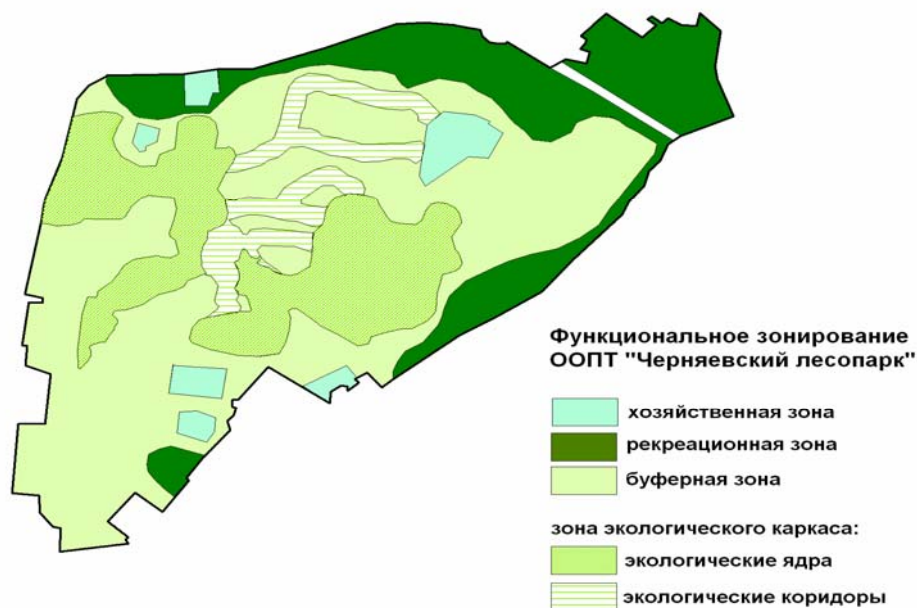 Функциональное зонирование
ООПТ "Черняевский лесопарк"
хозяйственная зона
рекреационная зона
буферная зона
зона экологического каркаса:
экологические ядра
экологические коридоры